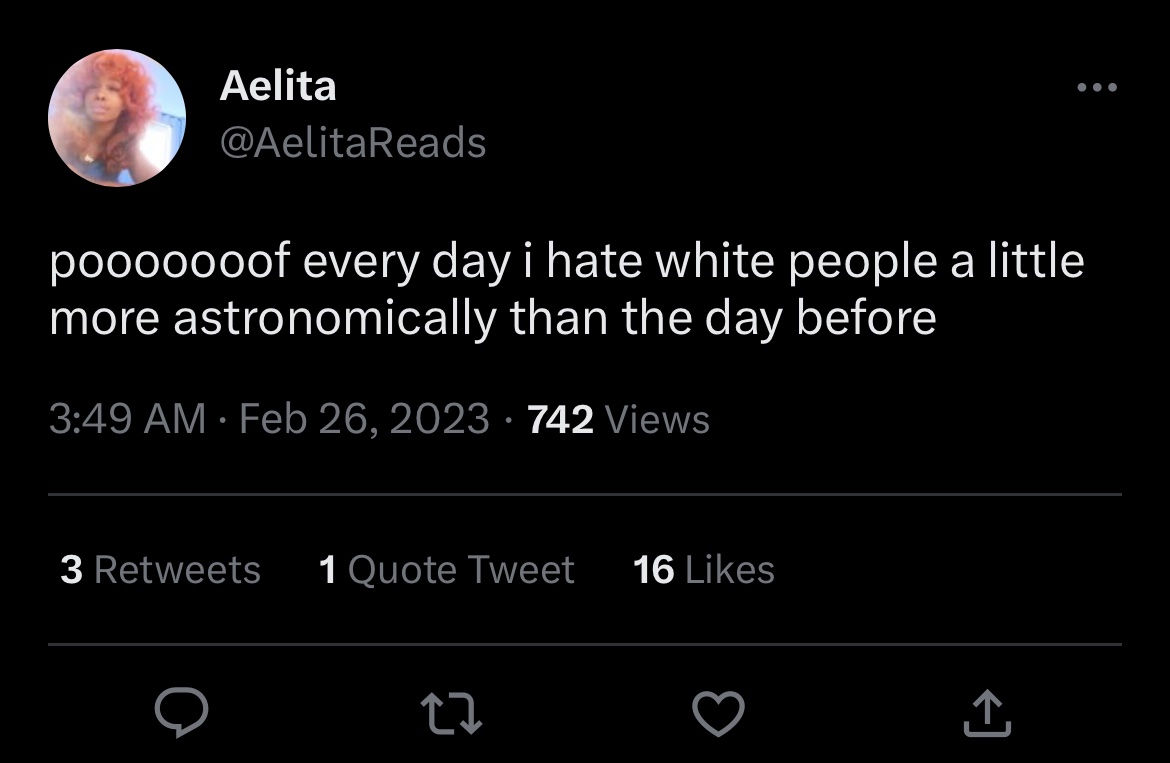 Aelita
@AelitaReads
pooooooof every day i hate white people a little
more astronomically than the day before
3:49 AM · Feb 26, 2023 · 742 Views
3 Retweets 1 Quote Tweet 16 Likes